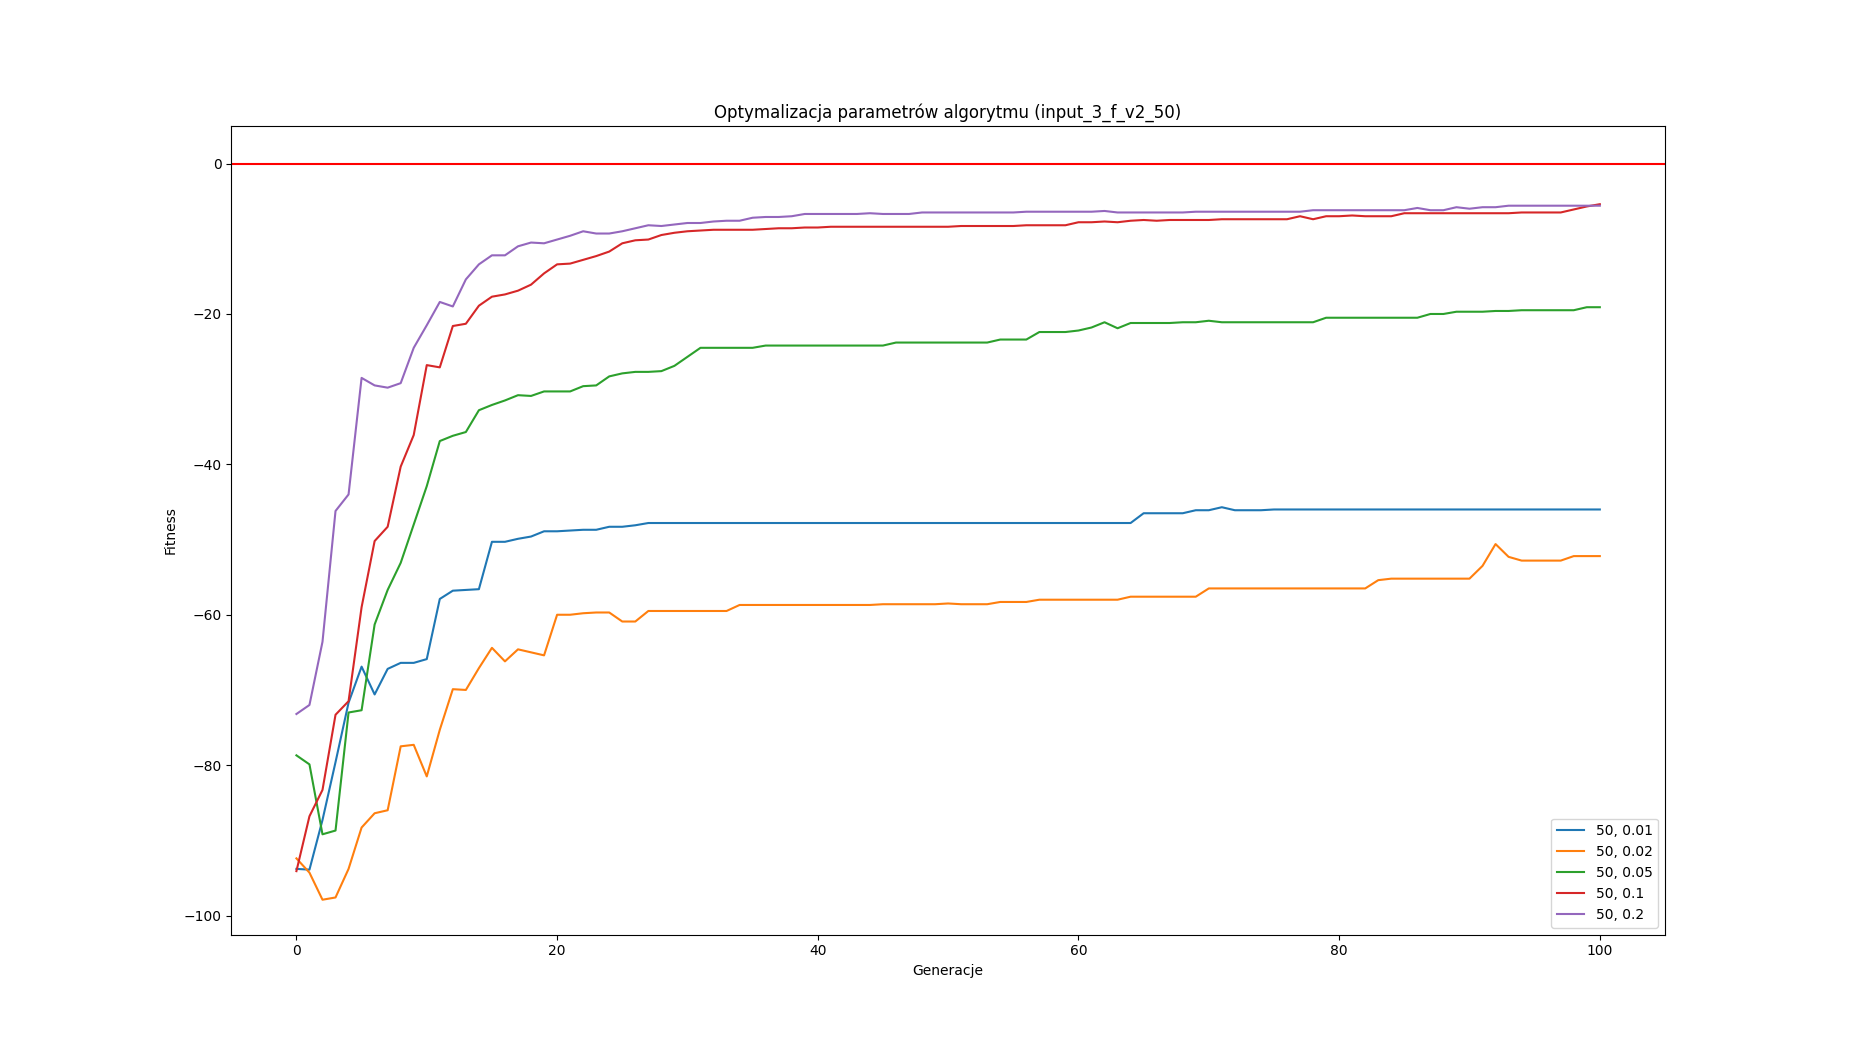 Optymalizacja parametrów algorytmu (input_3_f_v2_50)
Fitness
0
−20
−40
−60
−80
−100
0 20 40 60 80 100
Generacje
50, 0.01
50, 0.02
50, 0.05
50, 0.1
50, 0.2